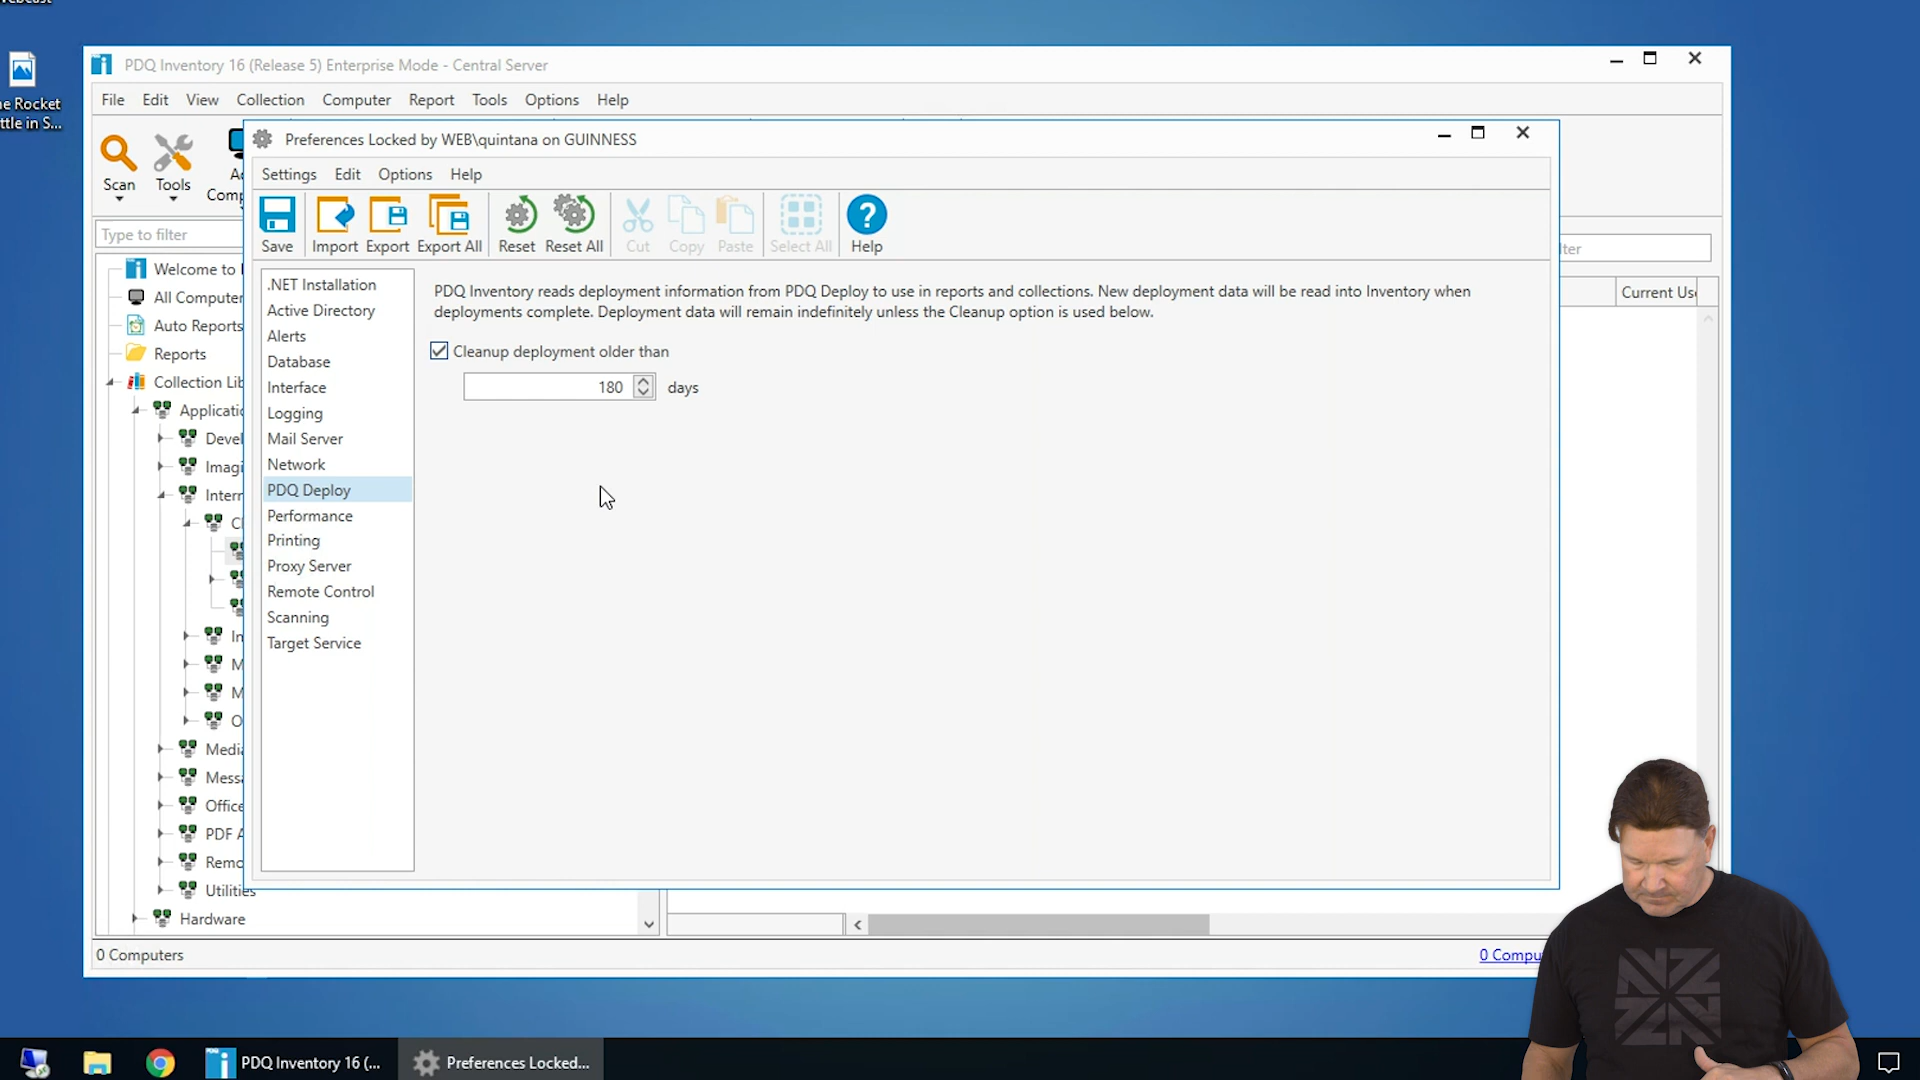 webcast
ne Rocket
ttle in S...
PDQ Inventory 16 (Release 5) Enterprise Mode - Central Server
File Edit View Collection Computer Report Tools Options Help
Scan
Tools
Preferences Locked by WEB\quintana on GUINNESS
Settings Edit Options Help
Save Import Export Export All Reset Reset All Cut Copy Paste Select All Help
Type to filter
Welcome to
All Computer
Auto Reports
Reports
Collection Lib
Applicatio
Devel
Imagi
Intern
Media
Messa
Office
PDF A
Remo
Utilities
Hardware
.NET Installation
Active Directory
Alerts
Database
Interface
Logging
Mail Server
Network
PDQ Deploy
Performance
Printing
Proxy Server
Remote Control
Scanning
Target Service
PDQ Inventory reads deployment information from PDQ Deploy to use in reports and collections. New deployment data will be read into Inventory when
deployments complete. Deployment data will remain indefinitely unless the Cleanup option is used below.
Cleanup deployment older than
180 days
Current Use
0 Computers
0 Compu
PDQ Inventory 16 (...
Preferences Locked...